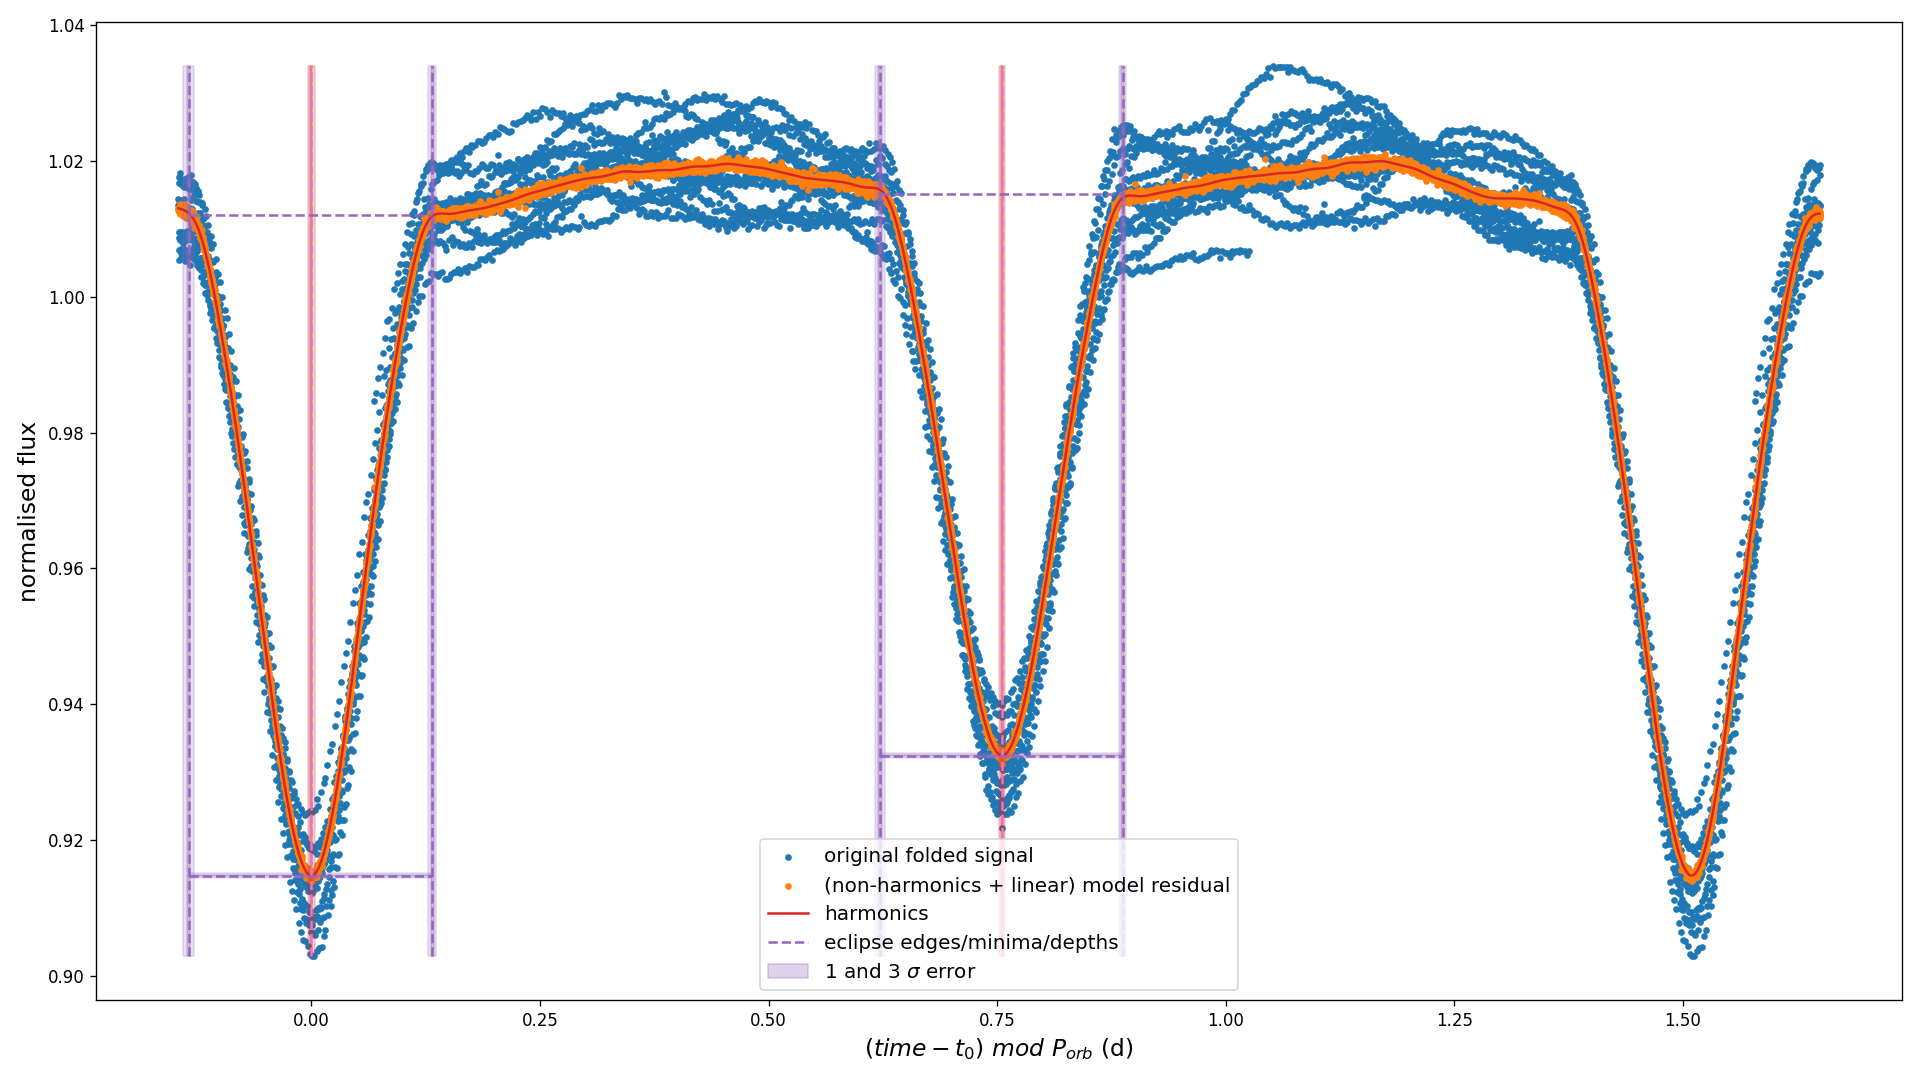 1.04
1.02
1.00
0.98
0.96
0.94
0.92
0.90
normalised flux
original folded signal
(non-harmonics + linear) model residual
harmonics
eclipse edges/minima/depths
1 and 3 σ error
0.00 0.25 0.50 0.75 1.00 1.25 1.50
(time − t₀) mod Pₒᵣb (d)